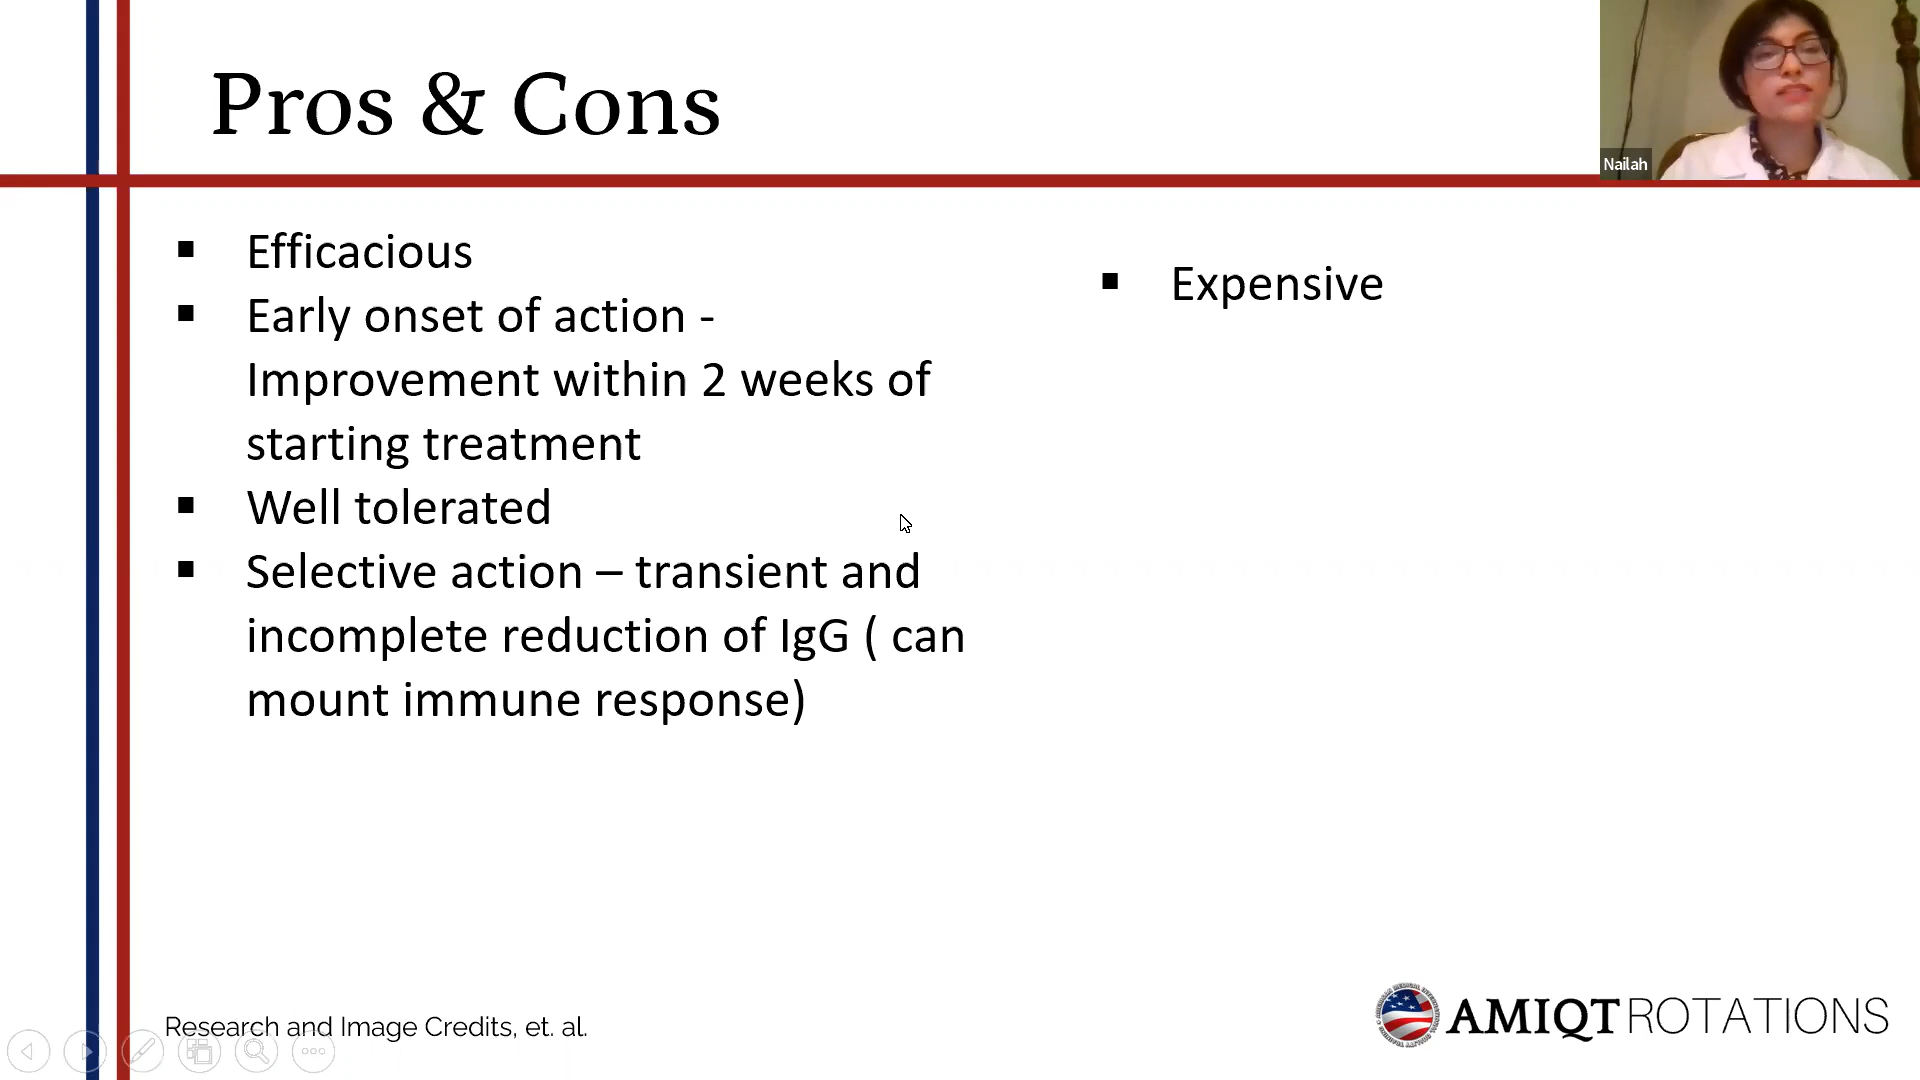 Pros & Cons
Nailah
▪ Efficacious
▪ Early onset of action -
Improvement within 2 weeks of
starting treatment
▪ Well tolerated
▪ Selective action – transient and
incomplete reduction of IgG ( can
mount immune response)
▪ Expensive
Research and Image Credits, et. al.
AMIQT ROTATIONS